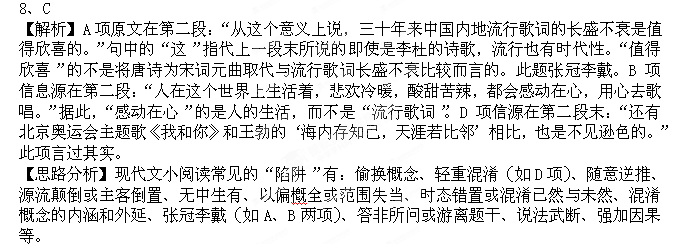 8、C
【解析】A项原文在第二段：“从这个意义上说，三十年来中国内地流行歌词的长盛不衰是值
得欣喜的。”句中的“这”指代上一段末所说的即使是李杜的诗歌，流行也有时代性。“值得
欣喜”的不是将唐诗为宋词元曲取代与流行歌词长盛不衰比较而言的。此题张冠李戴。B 项
信息源在第二段：“人在这个世界上生活着，悲欢冷暖，酸甜苦辣，都会感动在心，用心去歌
唱。”据此，“感动在心”的是人的生活，而不是“流行歌词”。D 项信源在第二段末：“还有
北京奥运会主题歌《我和你》和王勃的‘海内存知己，天涯若比邻’相比，也是不见逊色的。”
此项言过其实。
【思路分析】现代文小阅读常见的“陷阱”有：偷换概念、轻重混淆（如D项）、随意逆推、
源流颠倒或主客倒置、无中生有、以偏概全或范围失当、时态错置或混淆已然与未然、混淆
概念的内涵和外延、张冠李戴（如 A、B 两项）、答非所问或游离题干、说法武断、强加因果
等。